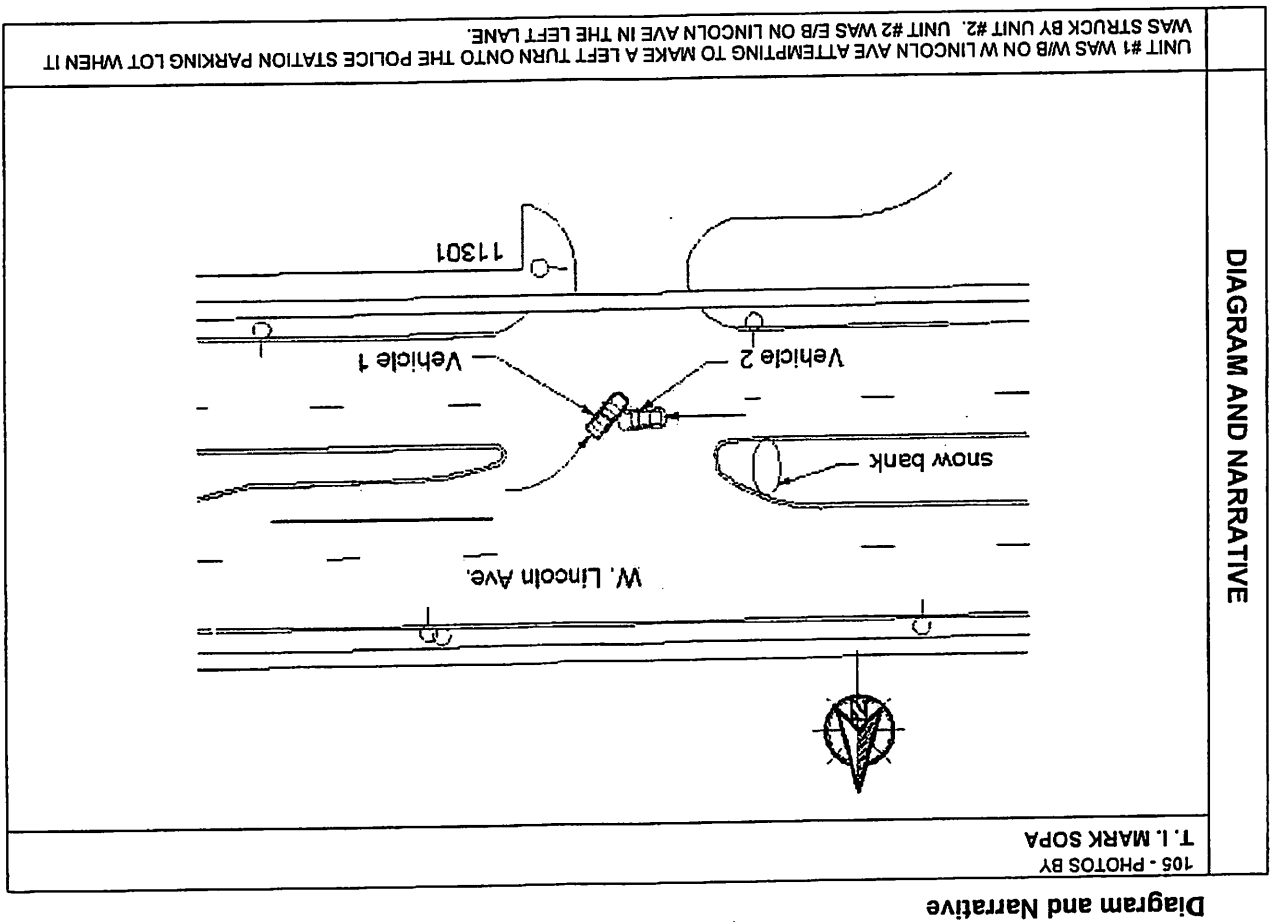 Diagram and Narrative
105 - PHOTOS BY
T. I. MARK SOPA
DIAGRAM AND NARRATIVE
N
W. Lincoln Ave.
snow bank
Vehicle 2
Vehicle 1
11301
UNIT #1 WAS W/B ON W LINCOLN AVE ATTEMPTING TO MAKE A LEFT TURN ONTO THE POLICE STATION PARKING LOT WHEN IT
WAS STRUCK BY UNIT #2.  UNIT #2 WAS E/B ON LINCOLN AVE IN THE LEFT LANE.